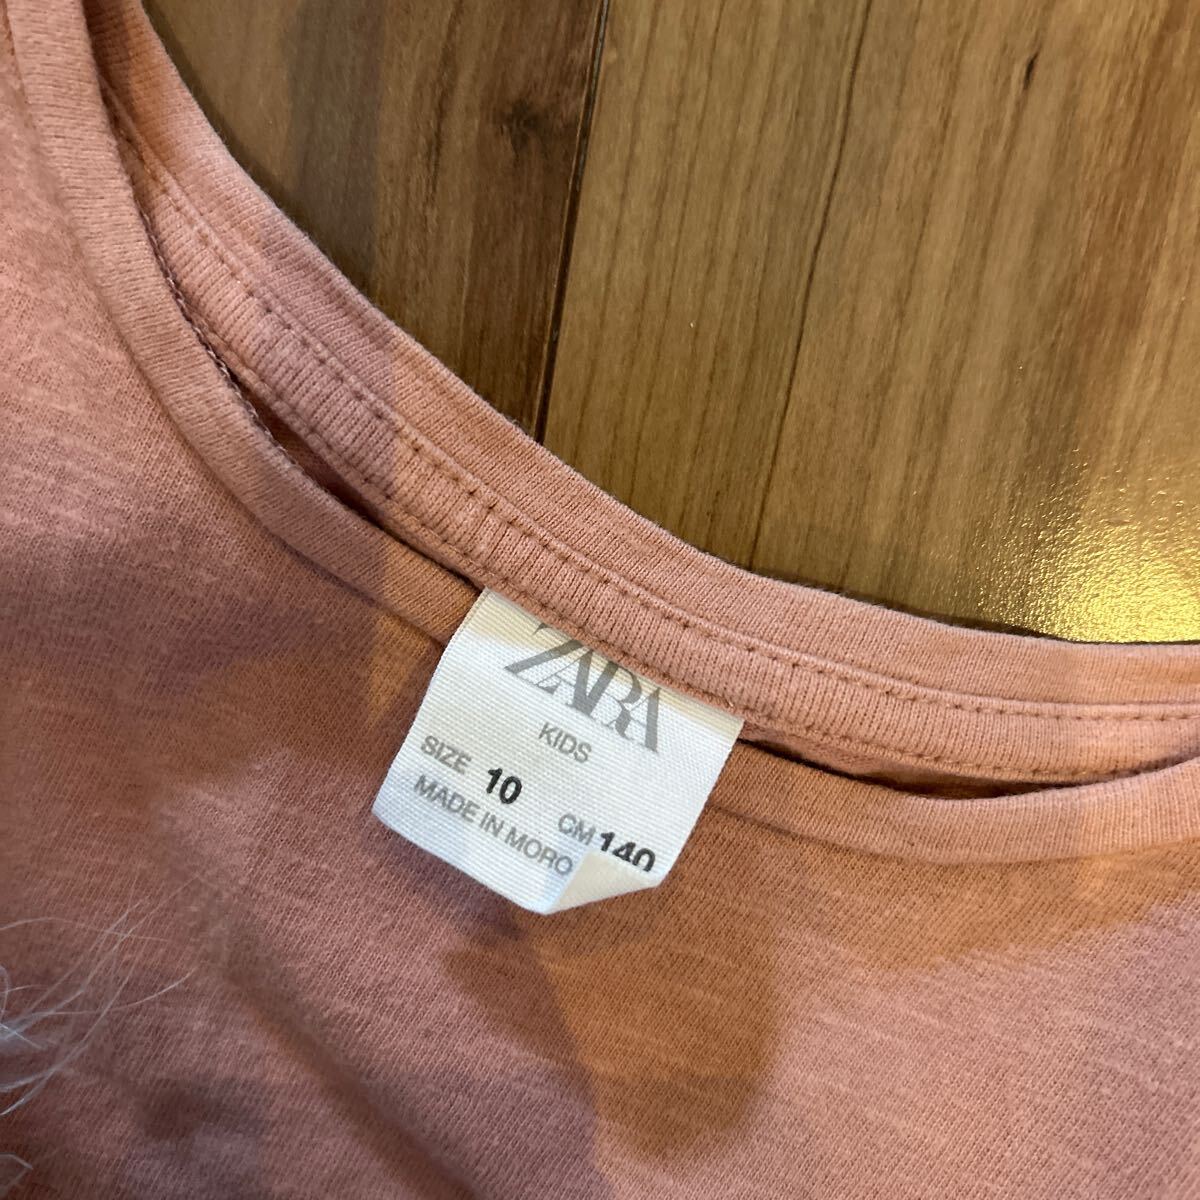 ZARA
KIDS
SIZE 10 CM 140
MADE IN MORO